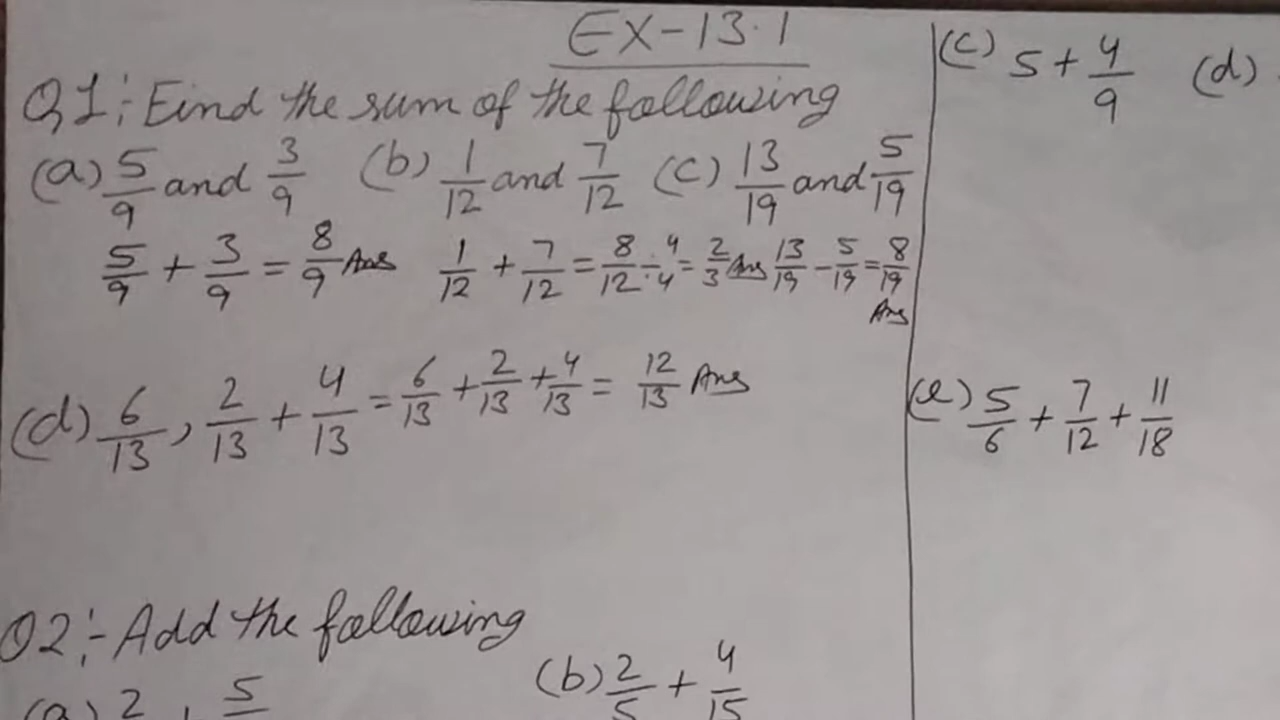 EX-13.1
Q1:- Find the sum of the following
(a) 5/9 and 3/9 (b) 1/12 and 7/12 (c) 13/19 and 5/19
5/9 + 3/9 = 8/9 Ans 1/12 + 7/12 = 8/12 ÷ 4/4 = 2/3 Ans 13/19 - 5/19 = 8/19
Ans
(d) 6/13, 2/13 + 4/13 = 6/13 + 2/13 + 4/13 = 12/13 Ans
Q2:- Add the following
(a) 2 5 (b) 2/5 + 4/15
(c) 5 + 4/9 (d)
(e) 5/6 + 7/12 + 11/18